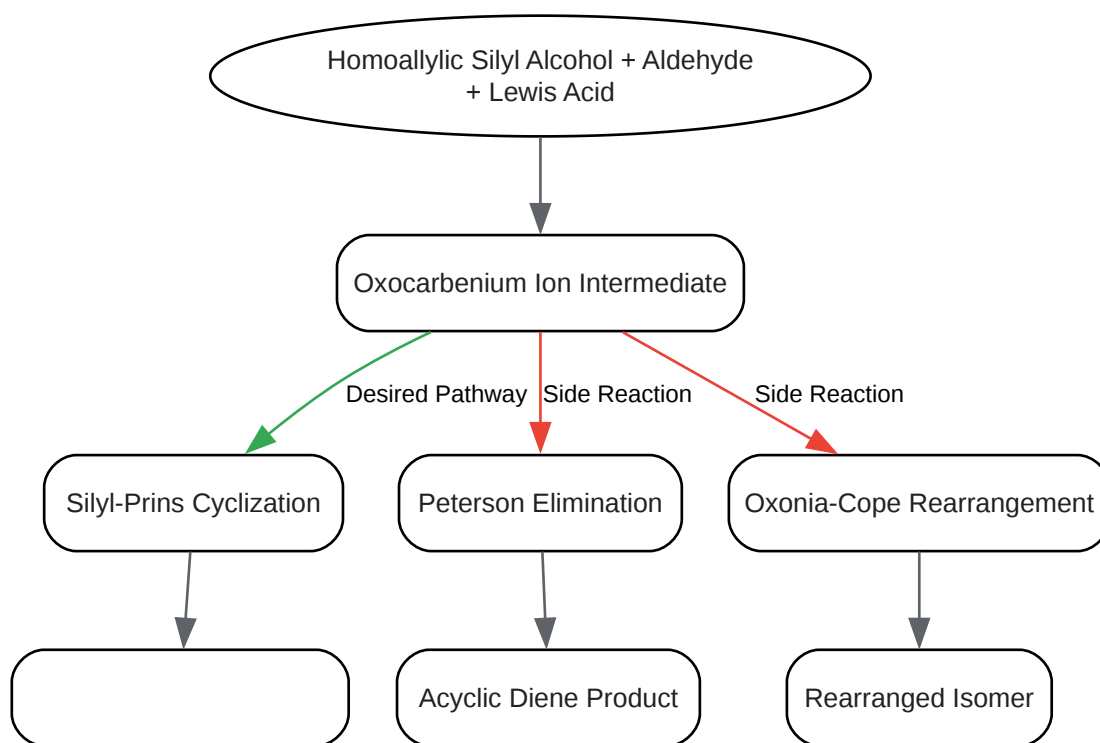 Homoallylic Silyl Alcohol + Aldehyde
+ Lewis Acid
Oxocarbenium Ion Intermediate
Desired Pathway
Side Reaction
Side Reaction
Silyl-Prins Cyclization
Peterson Elimination
Oxonia-Cope Rearrangement
Acyclic Diene Product
Rearranged Isomer